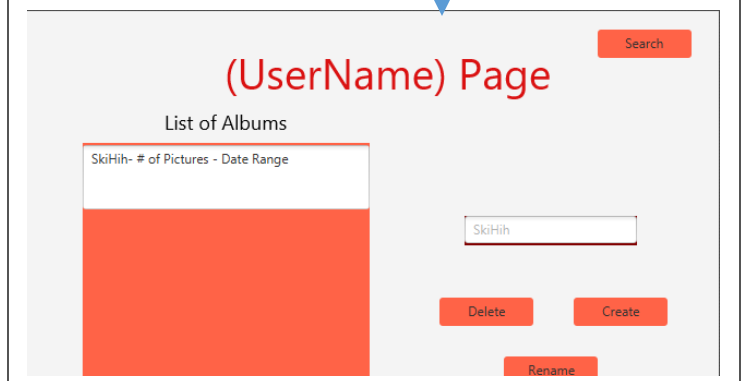 Search
(UserName) Page
List of Albums
SkiHih- # of Pictures - Date Range
SkiHih
Delete
Create
Rename